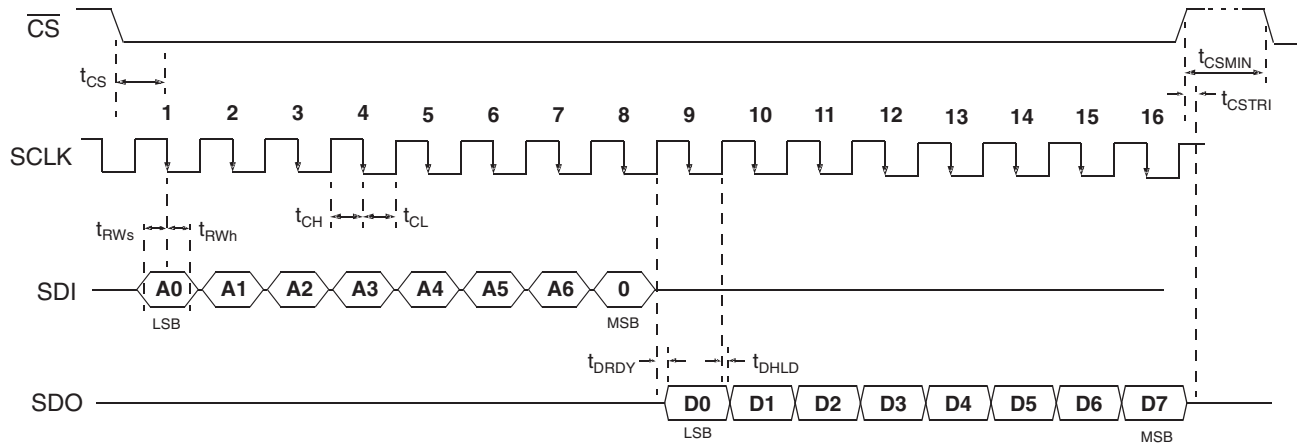 CS
tCS
tCSMIN
tCSTRI
1 2 3 4 5 6 7 8 9 10 11 12 13 14 15 16
SCLK
tRWs tRWh tCH tCL
SDI A0 A1 A2 A3 A4 A5 A6 0
LSB MSB
tDRDY tDHLD
SDO D0 D1 D2 D3 D4 D5 D6 D7
LSB MSB